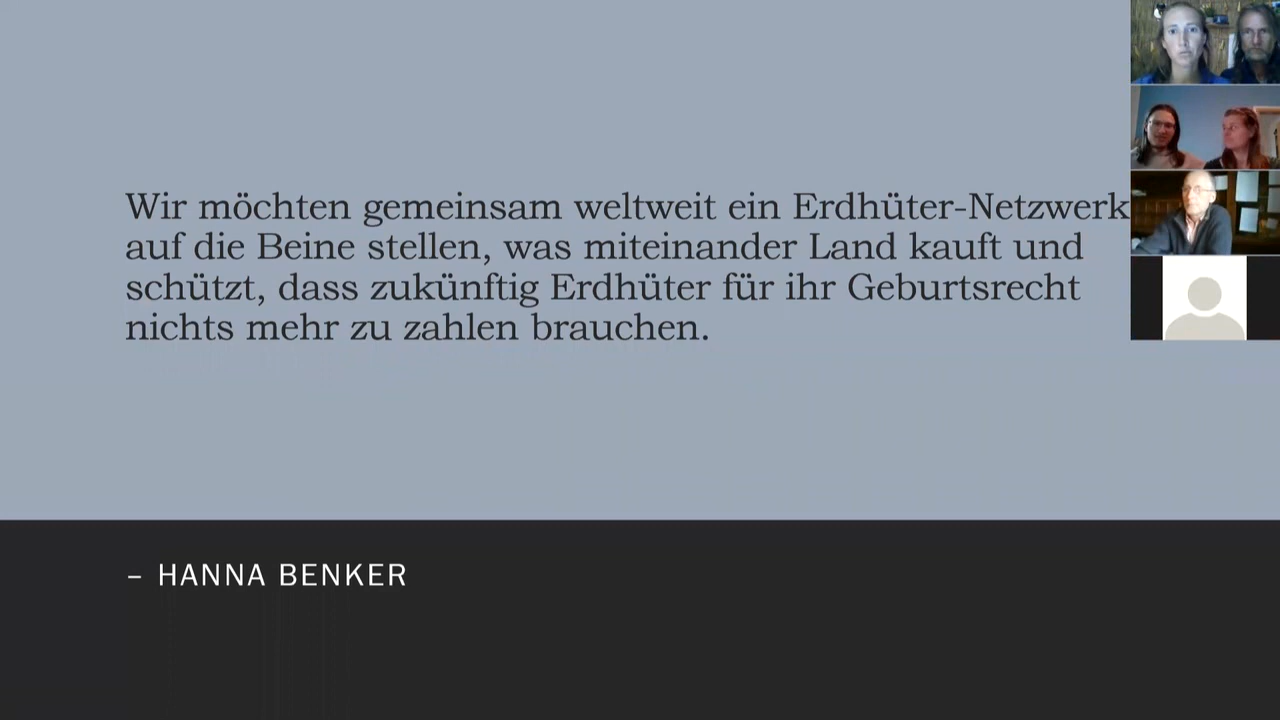 Wir möchten gemeinsam weltweit ein Erdhüter-Netzwerk
auf die Beine stellen, was miteinander Land kauft und
schützt, dass zukünftig Erdhüter für ihr Geburtsrecht
nichts mehr zu zahlen brauchen.
– HANNA BENKER